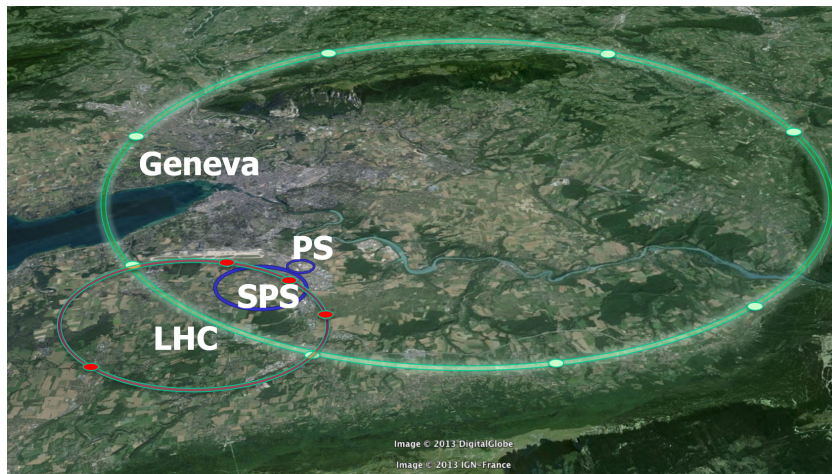 Geneva
PS
SPS
LHC
Image © 2013 DigitalGlobe
Image © 2013 IGN-France